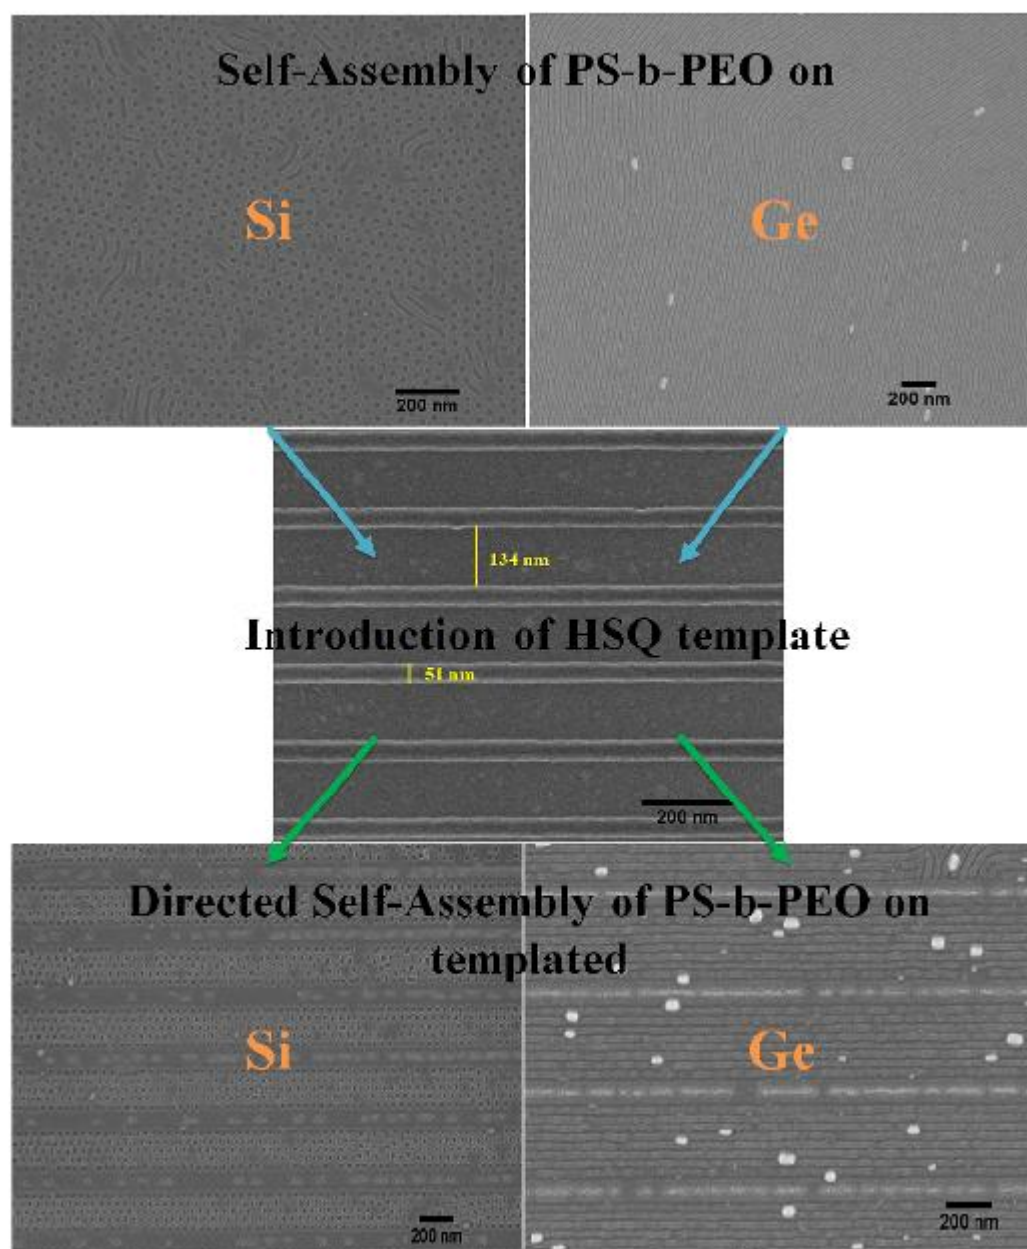 Self-Assembly of PS-b-PEO on
Si
Ge
200 nm
200 nm
134 nm
Introduction of HSQ template
51 nm
200 nm
Directed Self-Assembly of PS-b-PEO on
templated
Si
Ge
200 nm
200 nm